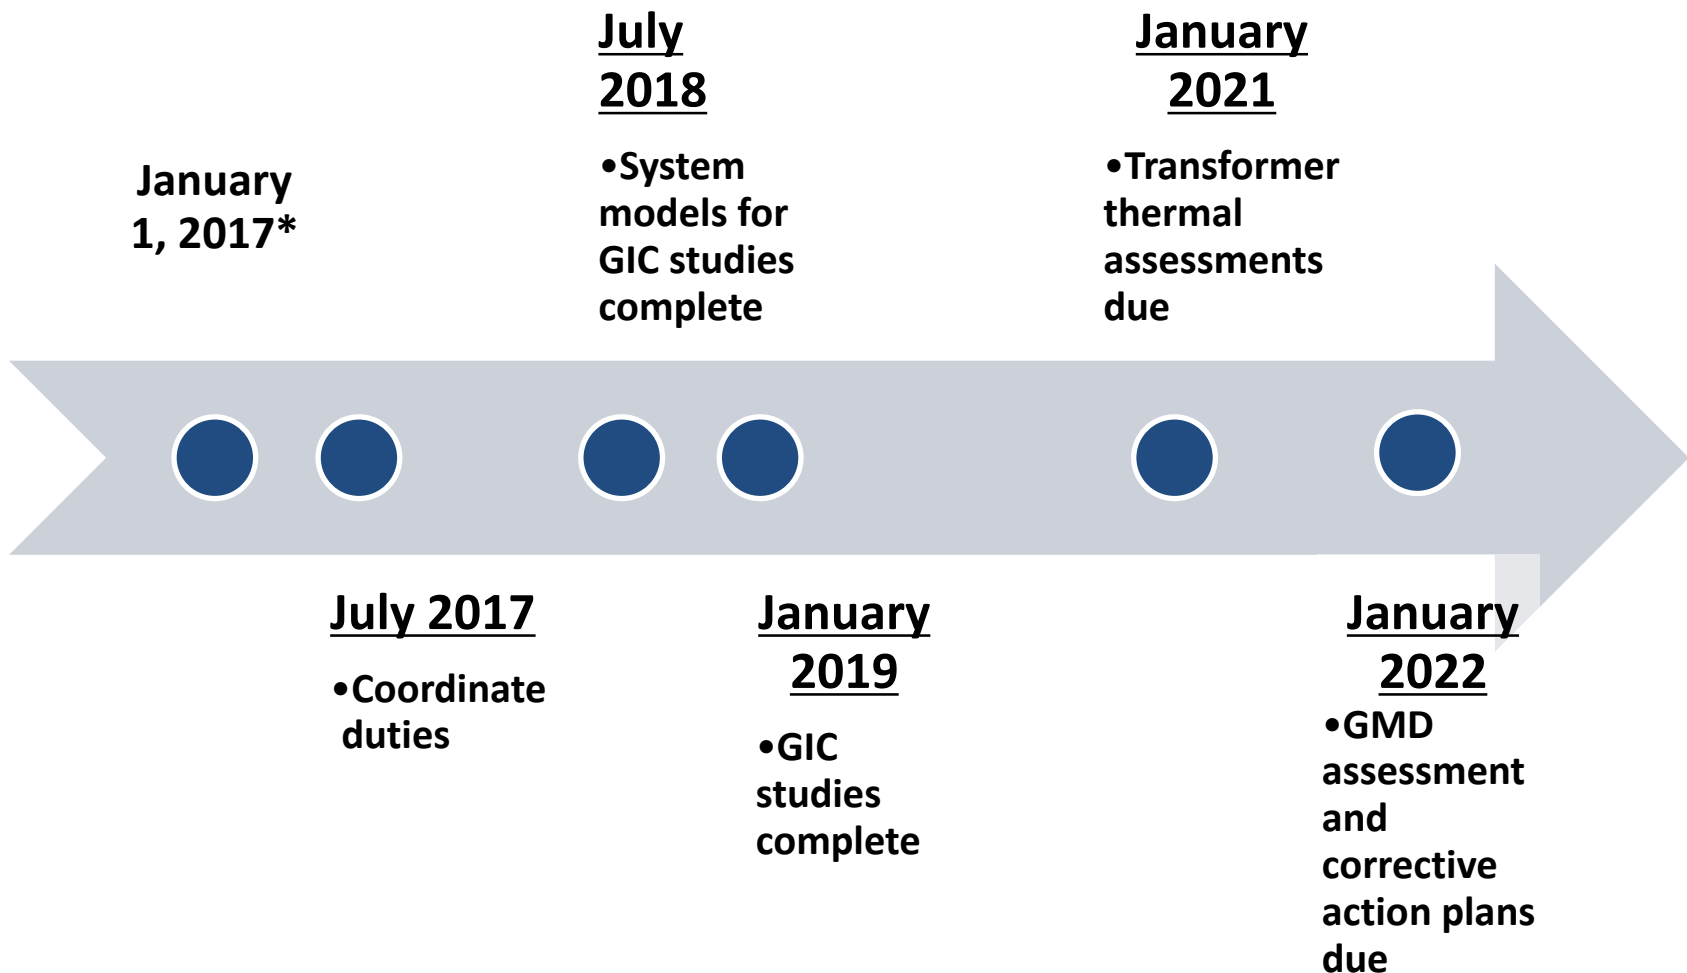 January
1, 2017*
July
2018
•System
models for
GIC studies
complete
January
2021
•Transformer
thermal
assessments
due
July 2017
•Coordinate
duties
January
2019
•GIC
studies
complete
January
2022
•GMD
assessment
and
corrective
action plans
due